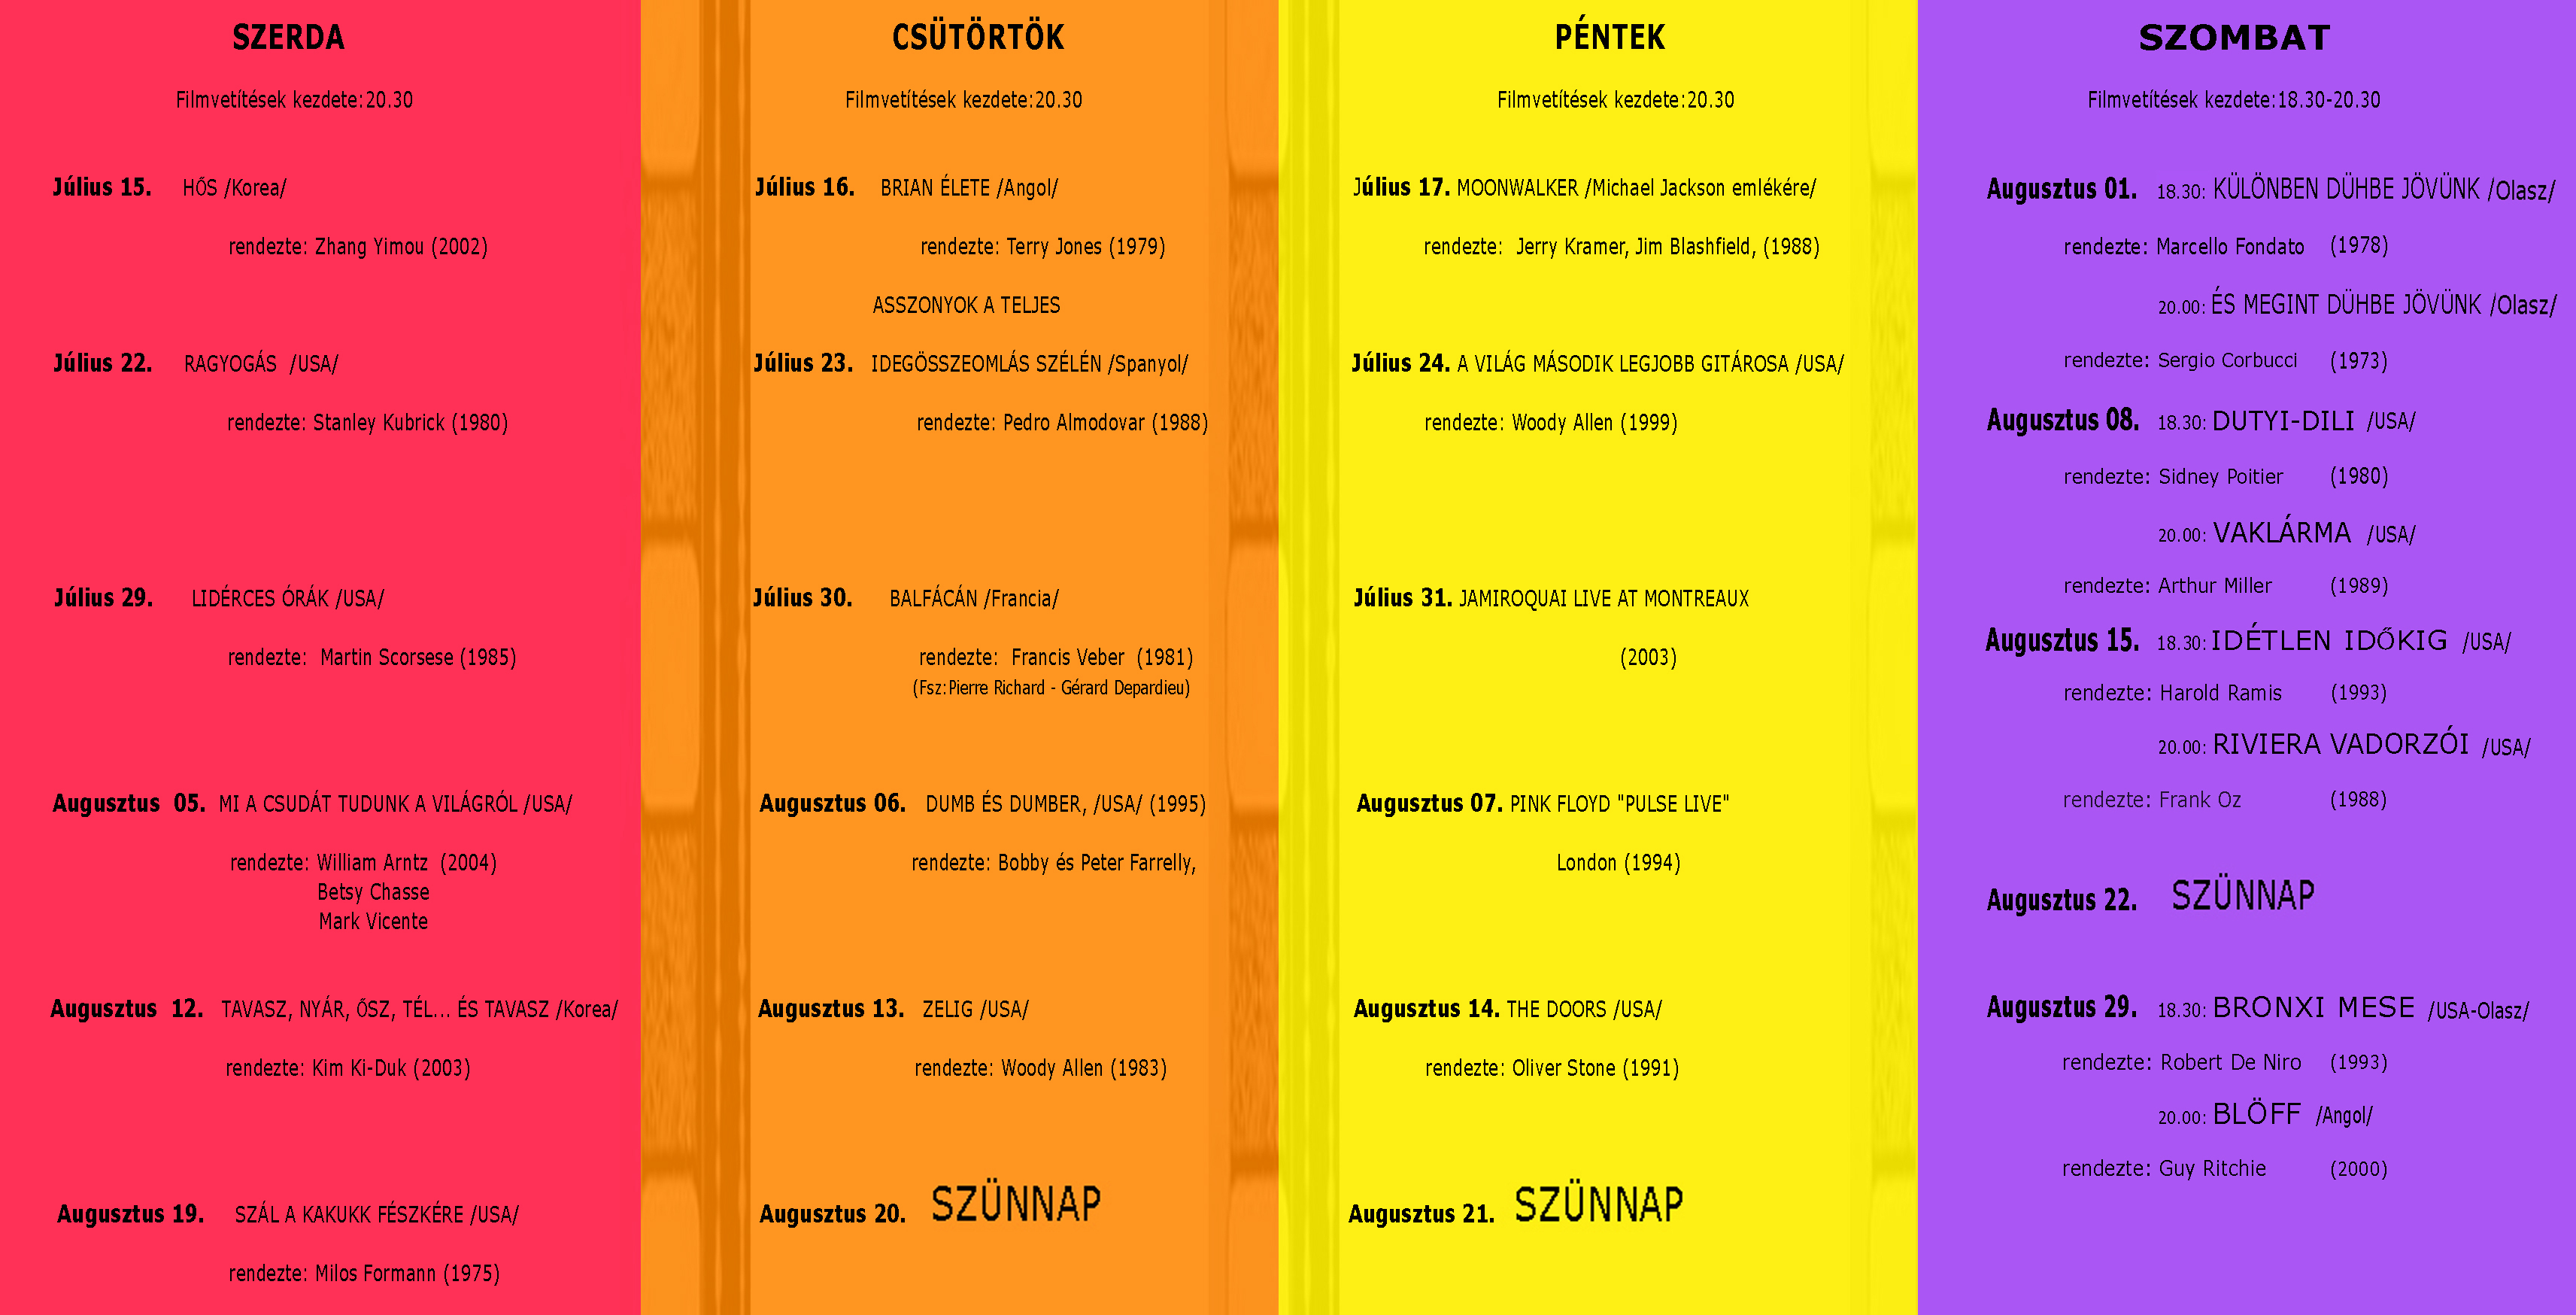 SZERDA
Filmvetítések kezdete:20.30
Július 15. HŐS /Korea/
rendezte: Zhang Yimou (2002)
Július 22. RAGYOGÁS /USA/
rendezte: Stanley Kubrick (1980)
Július 29. LIDÉRCES ÓRÁK /USA/
rendezte: Martin Scorsese (1985)
Augusztus 05. MI A CSUDÁT TUDUNK A VILÁGRÓL /USA/
rendezte: William Arntz (2004)
Betsy Chasse
Mark Vicente
Augusztus 12. TAVASZ, NYÁR, ŐSZ, TÉL... ÉS TAVASZ /Korea/
rendezte: Kim Ki-Duk (2003)
Augusztus 19. SZÁL A KAKUKK FÉSZKÉRE /USA/
rendezte: Milos Formann (1975)
CSÜTÖRTÖK
Filmvetítések kezdete:20.30
Július 16. BRIAN ÉLETE /Angol/
rendezte: Terry Jones (1979)
ASSZONYOK A TELJES
Július 23. IDEGÖSSZEOMLÁS SZÉLÉN /Spanyol/
rendezte: Pedro Almodovar (1988)
Július 30. BALFÁCÁN /Francia/
rendezte: Francis Veber (1981)
(Fsz:Pierre Richard - Gérard Depardieu)
Augusztus 06. DUMB ÉS DUMBER, /USA/ (1995)
rendezte: Bobby és Peter Farrelly,
Augusztus 13. ZELIG /USA/
rendezte: Woody Allen (1983)
Augusztus 20. SZÜNNAP
PÉNTEK
Filmvetítések kezdete:20.30
Július 17. MOONWALKER /Michael Jackson emlékére/
rendezte: Jerry Kramer, Jim Blashfield, (1988)
Július 24. A VILÁG MÁSODIK LEGJOBB GITÁROSA /USA/
rendezte: Woody Allen (1999)
Július 31. JAMIROQUAI LIVE AT MONTREAUX
(2003)
Augusztus 07. PINK FLOYD "PULSE LIVE"
London (1994)
Augusztus 14. THE DOORS /USA/
rendezte: Oliver Stone (1991)
Augusztus 21. SZÜNNAP
SZOMBAT
Filmvetítések kezdete:18.30-20.30
Augusztus 01. 18.30: KÜLÖNBEN DÜHBE JÖVÜNK /Olasz/
rendezte: Marcello Fondato (1978)
20.00: ÉS MEGINT DÜHBE JÖVÜNK /Olasz/
rendezte: Sergio Corbucci (1973)
Augusztus 08. 18.30: DUTYI-DILI /USA/
rendezte: Sidney Poitier (1980)
20.00: VAKLÁRMA /USA/
rendezte: Arthur Miller (1989)
Augusztus 15. 18.30: IDÉTLEN IDŐKIG /USA/
rendezte: Harold Ramis (1993)
20.00: RIVIERA VADORZÓI /USA/
rendezte: Frank Oz (1988)
Augusztus 22. SZÜNNAP
Augusztus 29. 18.30: BRONXI MESE /USA-Olasz/
rendezte: Robert De Niro (1993)
20.00: BLÖFF /Angol/
rendezte: Guy Ritchie (2000)